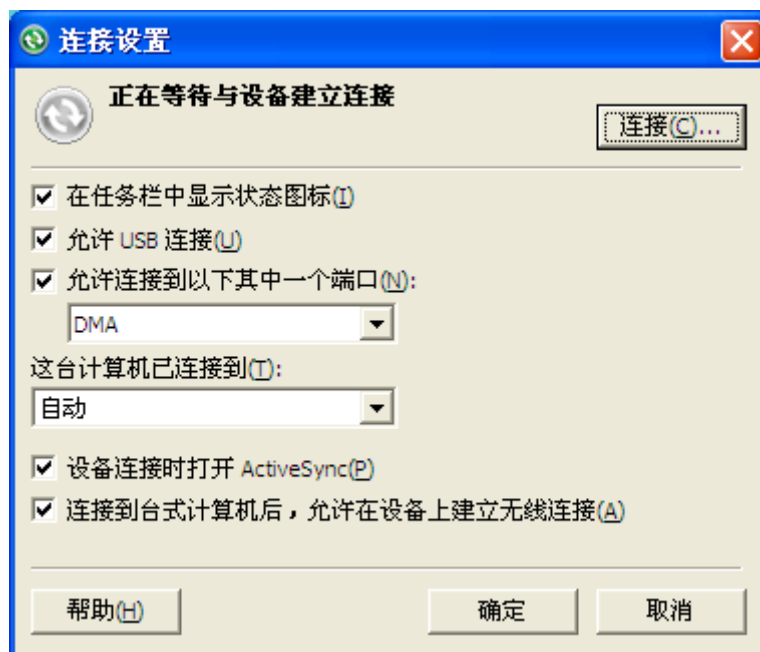 连接设置
正在等待与设备建立连接
连接(C)...
在任务栏中显示状态图标(I)
允许 USB 连接(U)
允许连接到以下其中一个端口(N):
DMA
这台计算机已连接到(T):
自动
设备连接时打开 ActiveSync(P)
连接到台式计算机后，允许在设备上建立无线连接(A)
帮助(H) 确定 取消